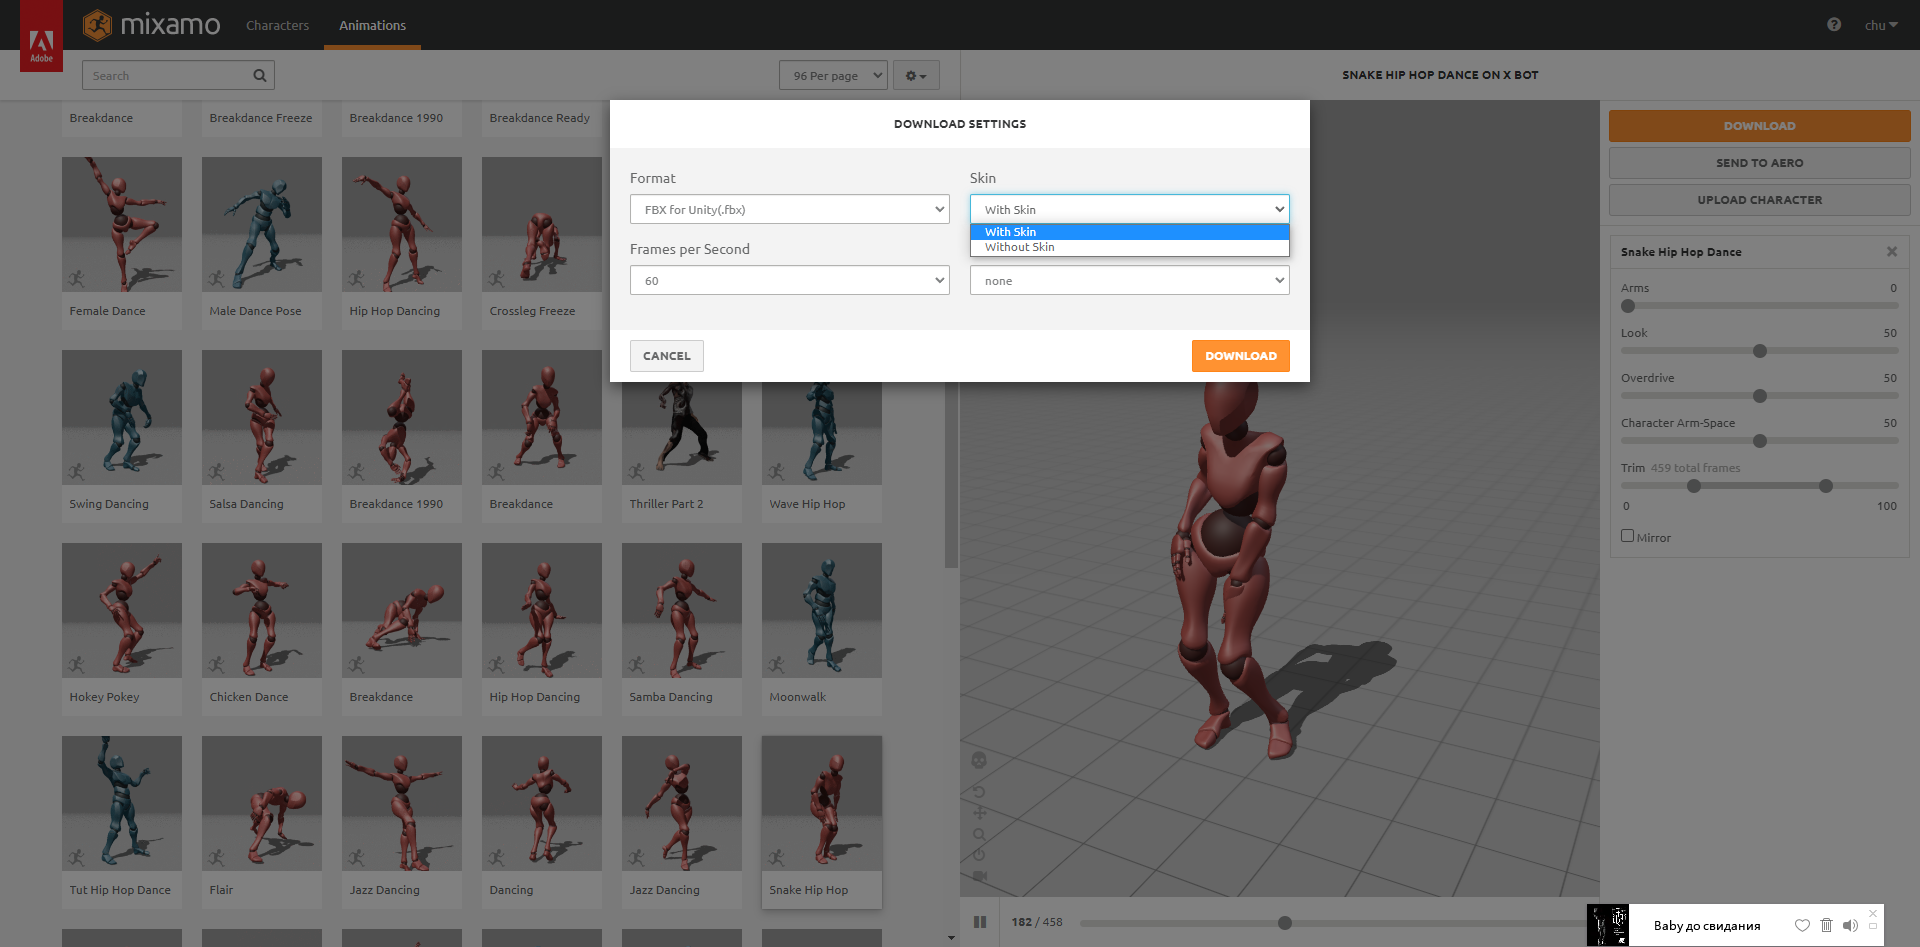 Adobe
mixamo
Characters
Animations
chu
Search
96 Per page
SNAKE HIP HOP DANCE ON X BOT
Breakdance
Breakdance Freeze
Breakdance 1990
Breakdance Ready
DOWNLOAD SETTINGS
Format
Skin
FBX for Unity(.fbx)
With Skin
With Skin
Without Skin
Frames per Second
60
none
CANCEL
DOWNLOAD
DOWNLOAD
SEND TO AERO
UPLOAD CHARACTER
Snake Hip Hop Dance
Arms
0
Look
50
Overdrive
50
Character Arm-Space
50
Trim 459 total frames
0
100
Mirror
Female Dance
Male Dance Pose
Hip Hop Dancing
Crossleg Freeze
Swing Dancing
Salsa Dancing
Breakdance 1990
Breakdance
Thriller Part 2
Wave Hip Hop
Hokey Pokey
Chicken Dance
Breakdance
Hip Hop Dancing
Samba Dancing
Moonwalk
Tut Hip Hop Dance
Flair
Jazz Dancing
Dancing
Jazz Dancing
Snake Hip Hop
182 / 458
Baby до свидания